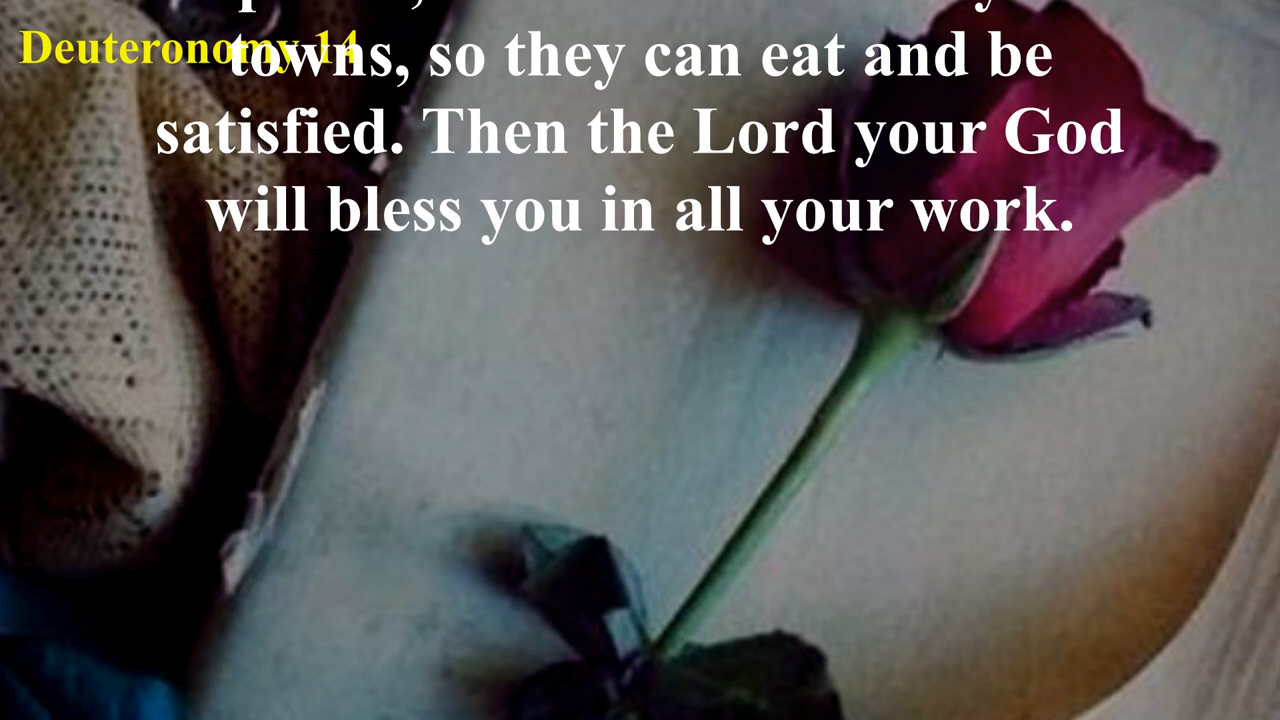 Deuteronomy 14
towns, so they can eat and be
satisfied. Then the Lord your God
will bless you in all your work.